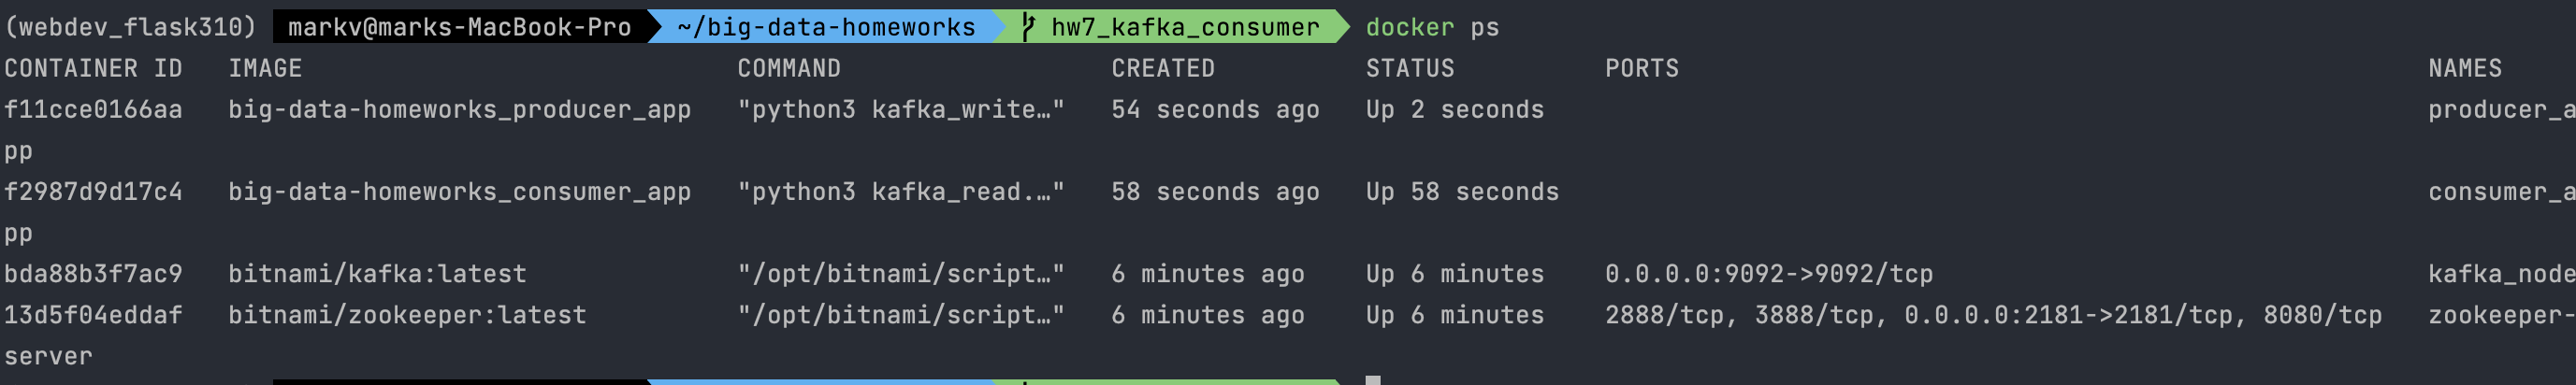 (webdev_flask310) markv@marks-MacBook-Pro ~/big-data-homeworks hw7_kafka_consumer docker ps
CONTAINER ID IMAGE COMMAND CREATED STATUS PORTS NAMES
f11cce0166aa big-data-homeworks_producer_app "python3 kafka_write…" 54 seconds ago Up 2 seconds producer_a
pp
f2987d9d17c4 big-data-homeworks_consumer_app "python3 kafka_read.…" 58 seconds ago Up 58 seconds consumer_a
pp
bda88b3f7ac9 bitnami/kafka:latest "/opt/bitnami/script…" 6 minutes ago Up 6 minutes 0.0.0.0:9092->9092/tcp kafka_node
13d5f04eddaf bitnami/zookeeper:latest "/opt/bitnami/script…" 6 minutes ago Up 6 minutes 2888/tcp, 3888/tcp, 0.0.0.0:2181->2181/tcp, 8080/tcp zookeeper-
server